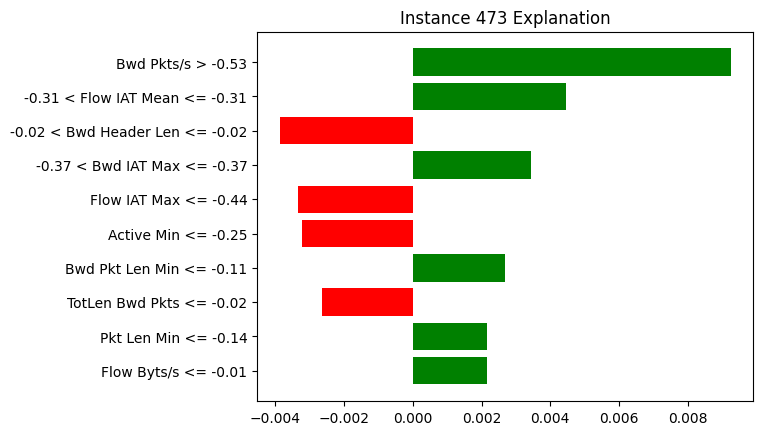 Instance 473 Explanation
Bwd Pkts/s > -0.53
-0.31 < Flow IAT Mean <= -0.31
-0.02 < Bwd Header Len <= -0.02
-0.37 < Bwd IAT Max <= -0.37
Flow IAT Max <= -0.44
Active Min <= -0.25
Bwd Pkt Len Min <= -0.11
TotLen Bwd Pkts <= -0.02
Pkt Len Min <= -0.14
Flow Byts/s <= -0.01
−0.004 −0.002 0.000 0.002 0.004 0.006 0.008